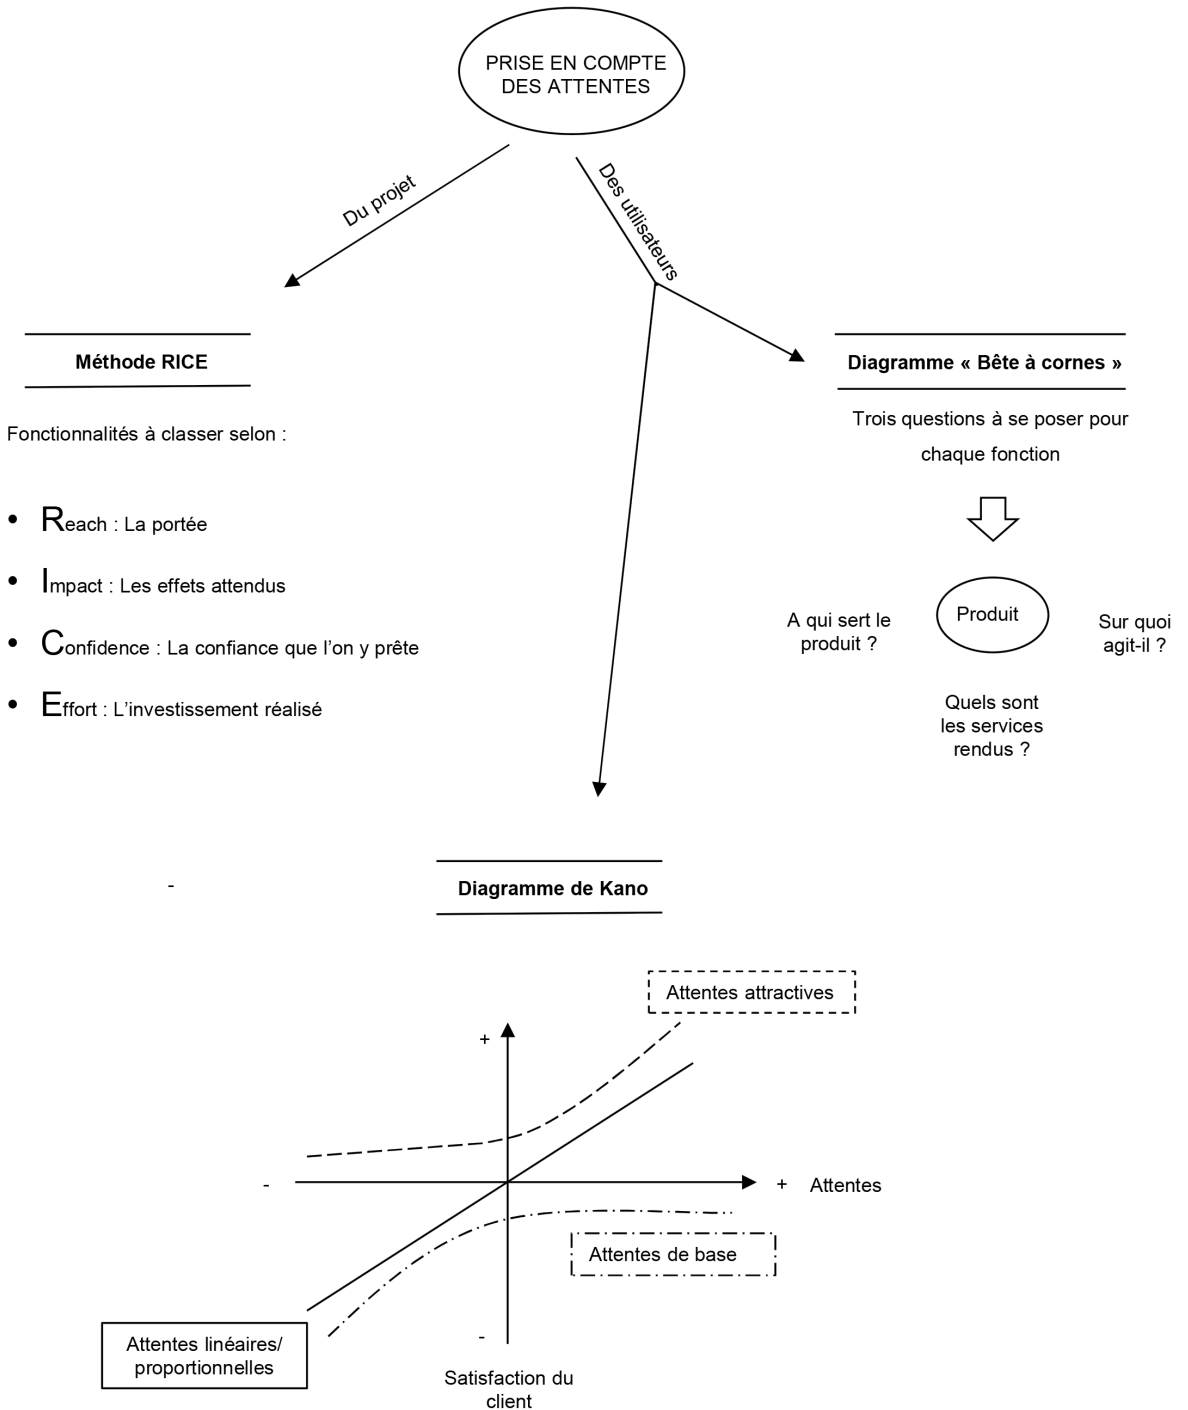 PRISE EN COMPTE
DES ATTENTES
Du projet
Des utilisateurs
Méthode RICE
Fonctionnalités à classer selon :
• Reach : La portée
• Impact : Les effets attendus
• Confidence : La confiance que l'on y prête
• Effort : L'investissement réalisé
Diagramme « Bête à cornes »
Trois questions à se poser pour
chaque fonction
A qui sert le
produit ?
Produit
Sur quoi
agit-il ?
Quels sont
les services
rendus ?
-
Diagramme de Kano
Attentes attractives
+
-
+ Attentes
Attentes de base
Attentes linéaires/
proportionnelles
-
Satisfaction du
client